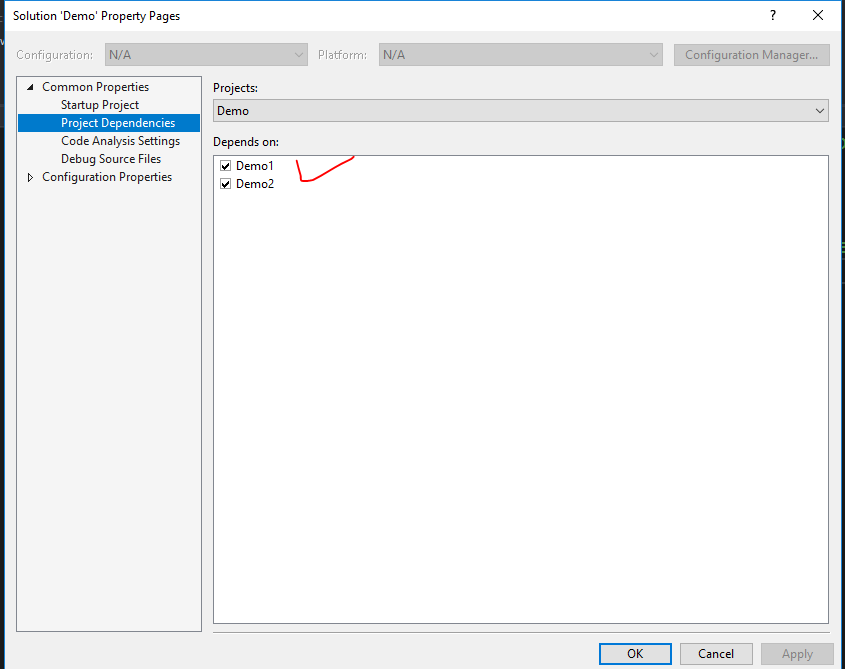 Solution 'Demo' Property Pages
?
Configuration: N/A Platform: N/A Configuration Manager...
Common Properties
Startup Project
Project Dependencies
Code Analysis Settings
Debug Source Files
Configuration Properties
Projects:
Demo
Depends on:
Demo1
Demo2
OK Cancel Apply